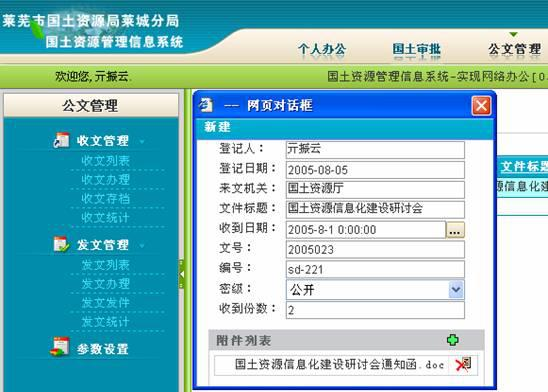 莱芜市国土资源局莱城分局
国土资源管理信息系统
个人办公
国土审批
公文管理
欢迎您, 亓振云.
国土资源管理信息系统-实现网络办公[0.
公文管理
收文管理
收文列表
收文办理
收文存档
收文统计
发文管理
发文列表
发文办理
发文发件
发文统计
参数设置
-- 网页对话框
新建
登记人： 亓振云
登记日期： 2005-08-05
来文机关： 国土资源厅
文件标题： 国土资源信息化建设研讨会
收到日期： 2005-8-1 0:00:00 ...
文号： 2005023
编号： sd-221
密级： 公开
收到份数： 2
附件列表
国土资源信息化建设研讨会通知函.doc
文件标题
源信息化建